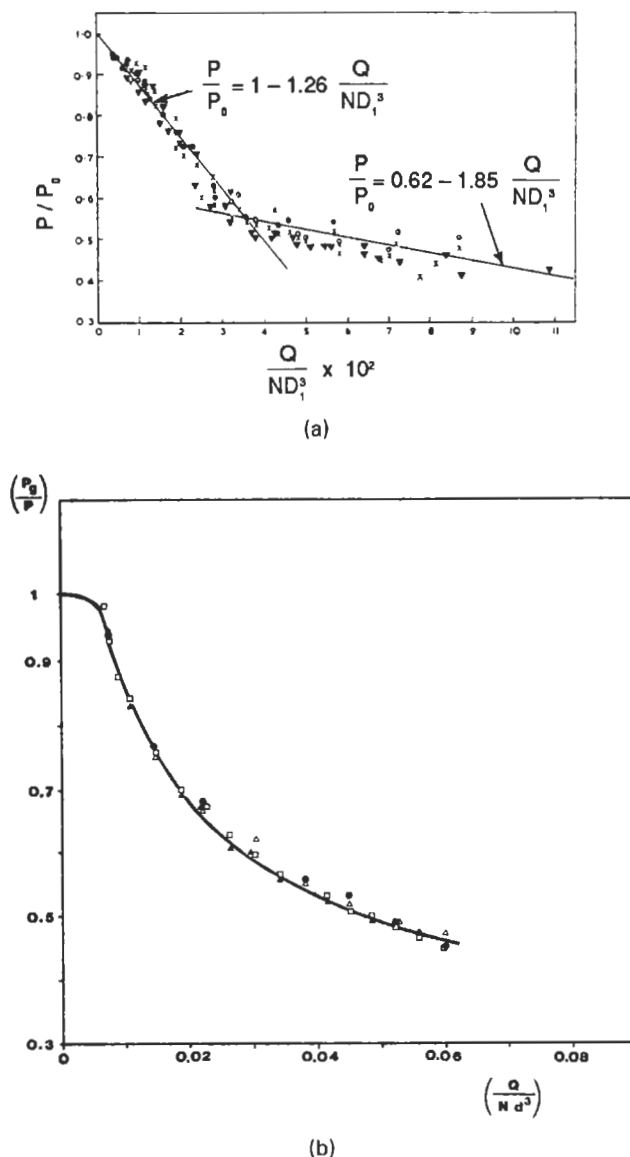 1·0
0·9
0·8
0·7
0·6
0·5
0·4
0·3
P / P₀
P/P₀ = 1 – 1.26 Q/ND₁³
P/P₀ = 0.62 – 1.85 Q/ND₁³
1 2 3 4 5 6 7 8 9 10 11
Q/ND₁³ x 10²
(a)
(Pg/P)
1
0.9
0.7
0.5
0.3
0 0.02 0.04 0.06 0.08
(Q/N d³)
(b)